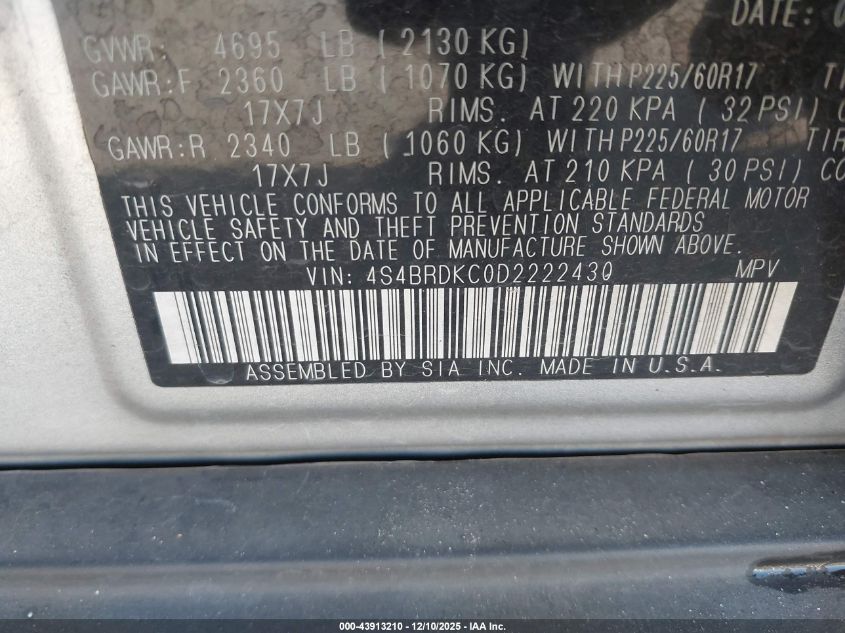 DATE:
GVWR: 4695 LB ( 2130 KG)
GAWR:F 2360 LB ( 1070 KG) WITH P225/60R17
17X7J RIMS. AT 220 KPA ( 32 PSI)
GAWR:R 2340 LB ( 1060 KG) WITH P225/60R17
17X7J RIMS. AT 210 KPA ( 30 PSI)
THIS VEHICLE CONFORMS TO ALL APPLICABLE FEDERAL MOTOR
VEHICLE SAFETY AND THEFT PREVENTION STANDARDS
IN EFFECT ON THE DATE OF MANUFACTURE SHOWN ABOVE.
VIN: 4S4BRDKC0D2222430 MPV
ASSEMBLED BY SIA INC. MADE IN U.S.A.
000-43913210 - 12/10/2025 - IAA Inc.